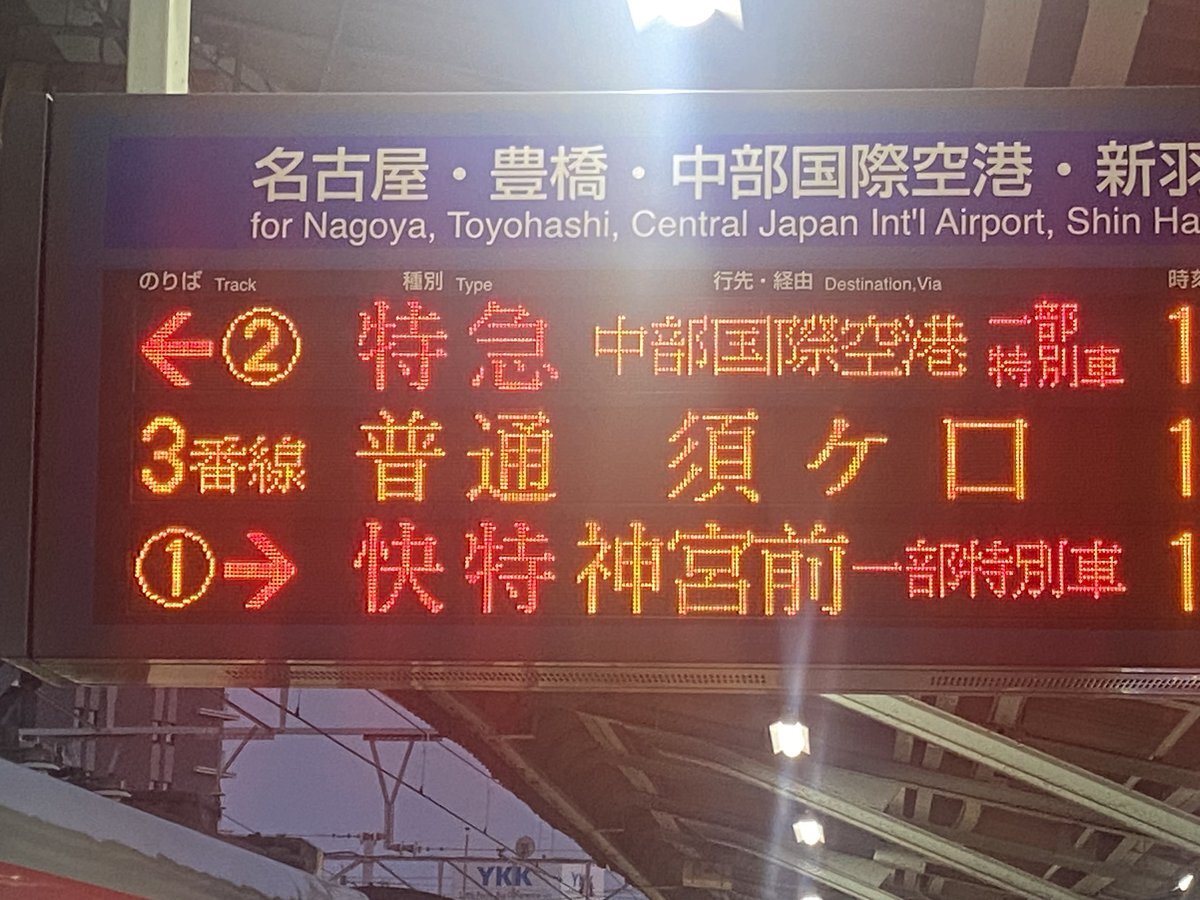 名古屋・豊橋・中部国際空港・新羽
for Nagoya, Toyohashi, Central Japan Int'l Airport, Shin Ha
のりば Track 種別 Type 行先・経由 Destination,Via 時刻
←② 特急 中部国際空港 一部特別車 1
3番線 普通 須ヶ口 1
①→ 快特 神宮前 一部特別車 1
YKK